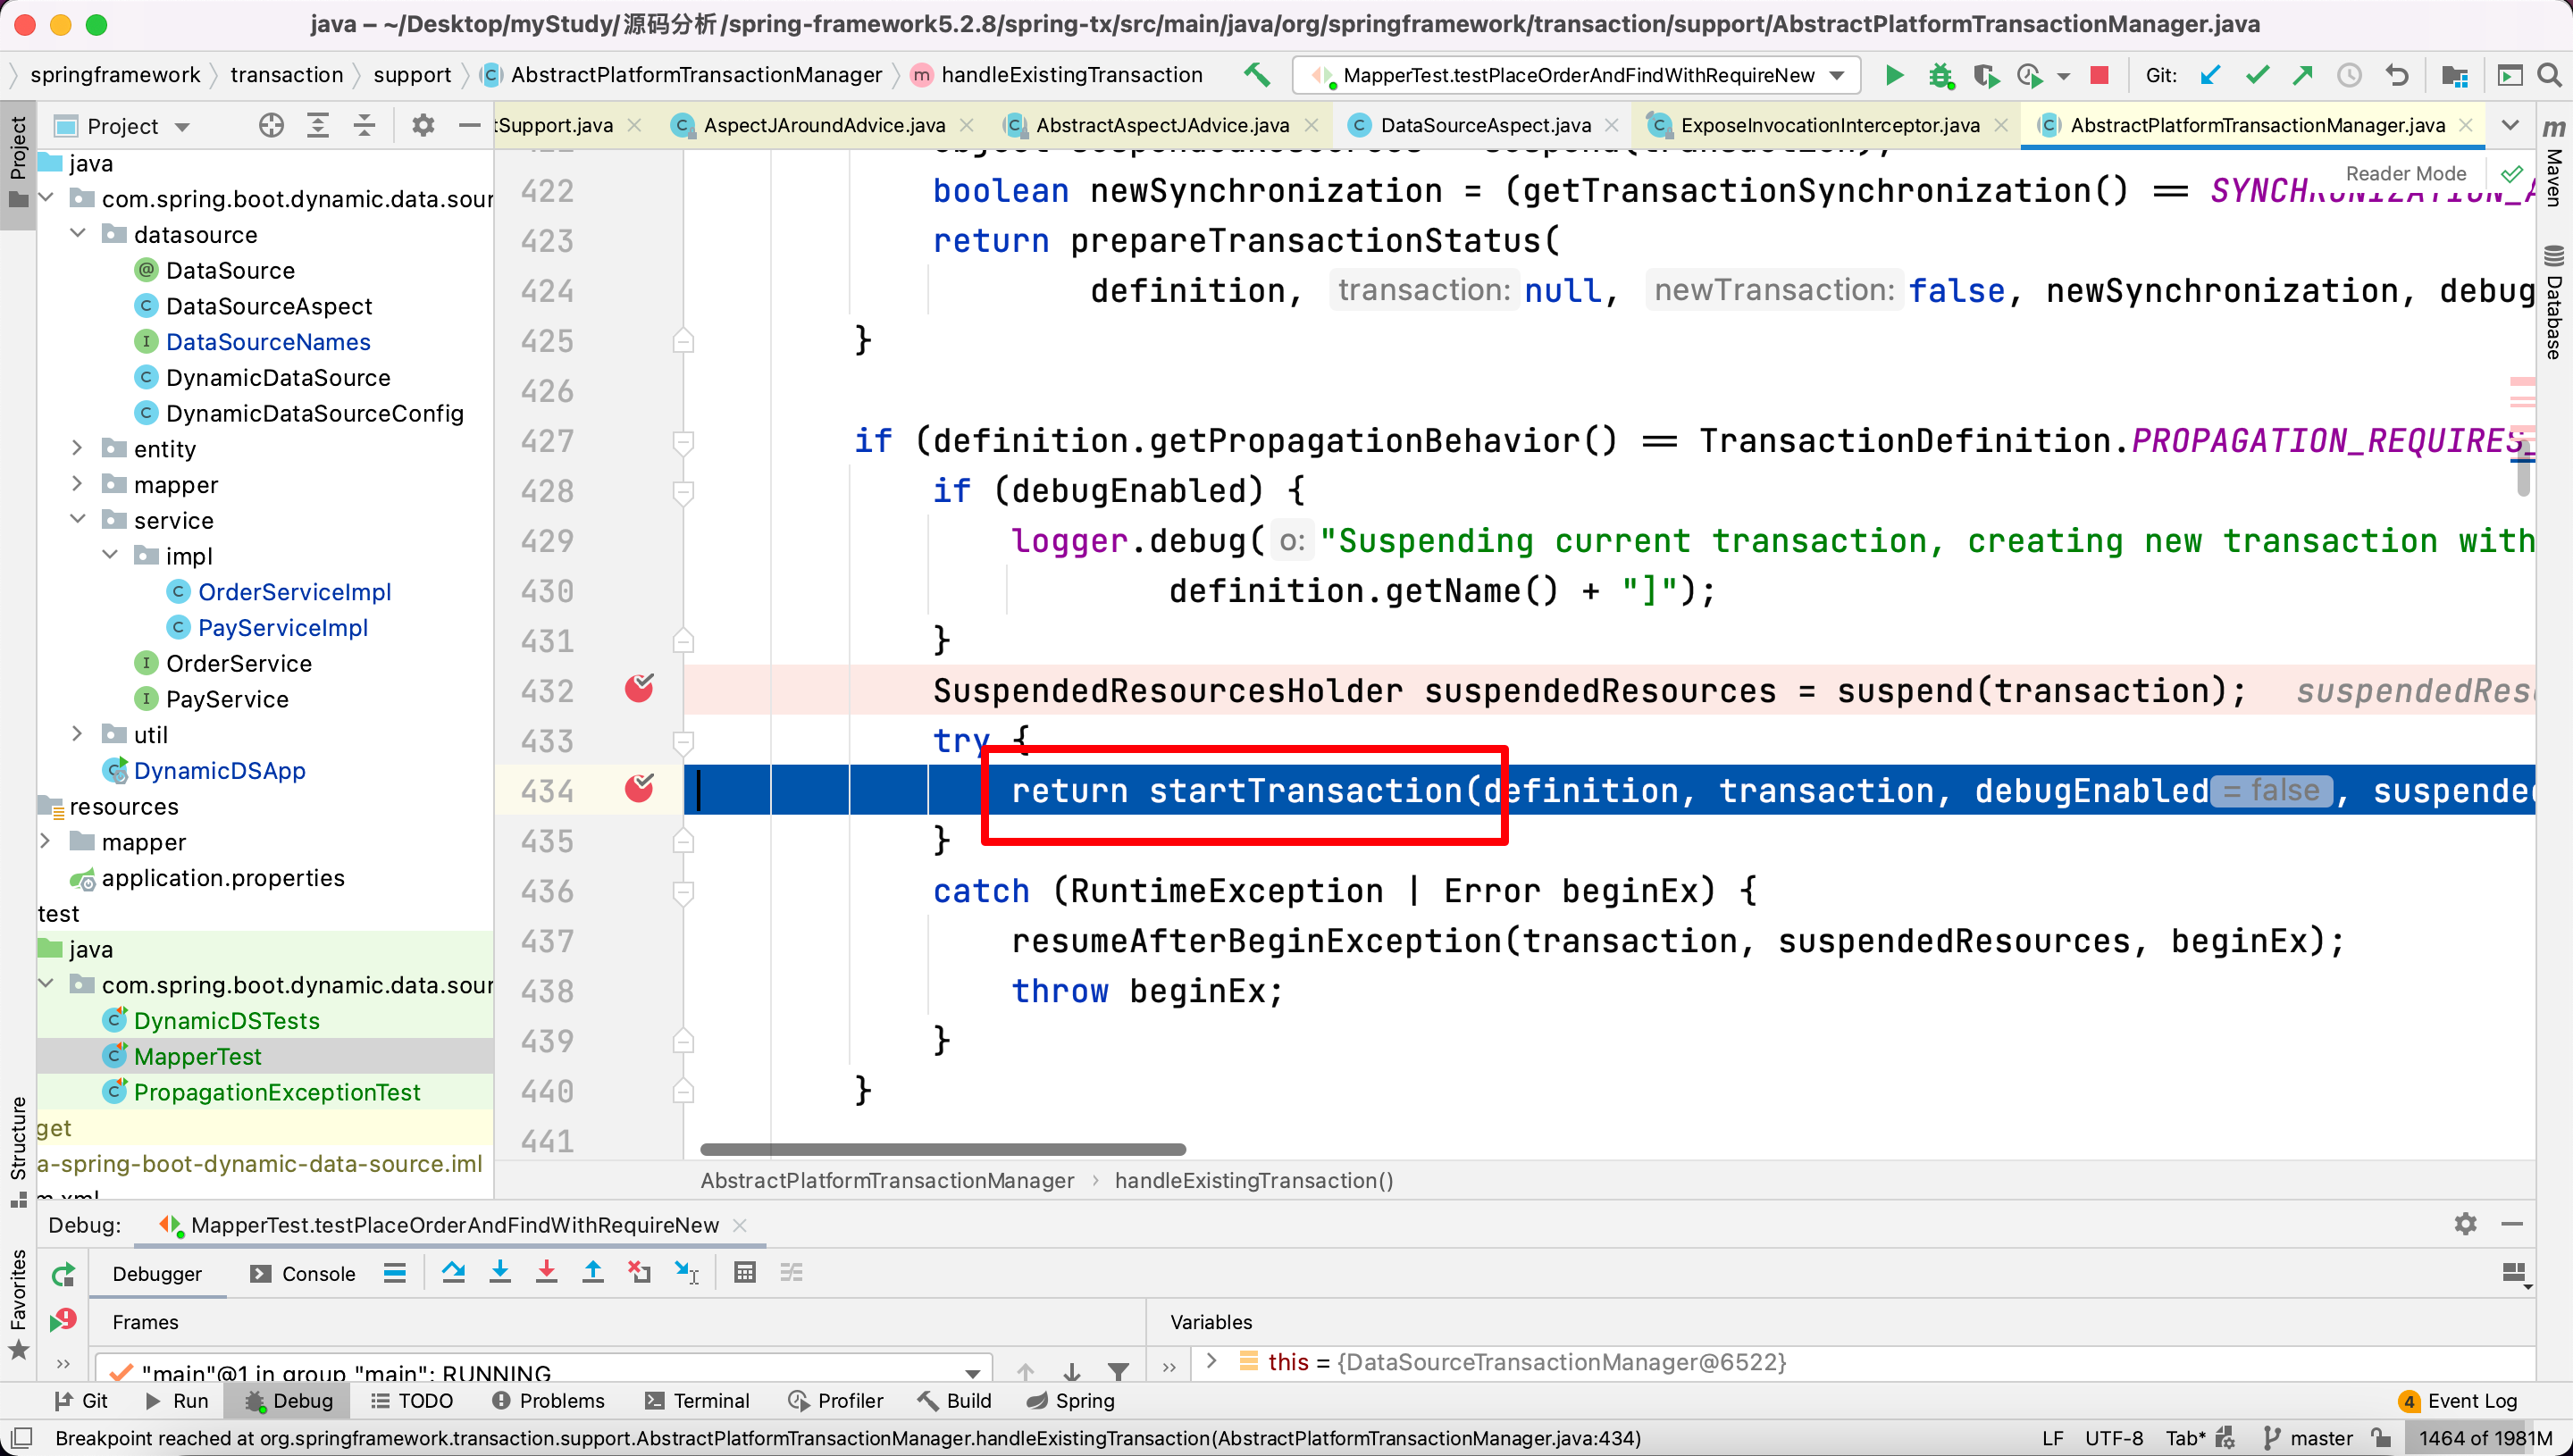 java – ~/Desktop/myStudy/源码分析/spring-framework5.2.8/spring-tx/src/main/java/org/springframework/transaction/support/AbstractPlatformTransactionManager.java
springframework transaction support AbstractPlatformTransactionManager handleExistingTransaction MapperTest.testPlaceOrderAndFindWithRequireNew Git:
Project tSupport.java AspectJAroundAdvice.java AbstractAspectJAdvice.java DataSourceAspect.java ExposeInvocationInterceptor.java AbstractPlatformTransactionManager.java
Project
Structure
Favorites
Maven
Database
Reader Mode
java
com.spring.boot.dynamic.data.sour
datasource
DataSource
DataSourceAspect
DataSourceNames
DynamicDataSource
DynamicDataSourceConfig
entity
mapper
service
impl
OrderServiceImpl
PayServiceImpl
OrderService
PayService
util
DynamicDSApp
resources
mapper
application.properties
test
java
com.spring.boot.dynamic.data.sour
DynamicDSTests
MapperTest
PropagationExceptionTest
get
a-spring-boot-dynamic-data-source.iml
m.xml
422 boolean newSynchronization = (getTransactionSynchronization() == SYNCHRONIZATION_A
423 return prepareTransactionStatus(
424 definition, transaction: null, newTransaction: false, newSynchronization, debug
425 }
426
427 if (definition.getPropagationBehavior() == TransactionDefinition.PROPAGATION_REQUIRES_
428 if (debugEnabled) {
429 logger.debug( o: "Suspending current transaction, creating new transaction with
430 definition.getName() + "]");
431 }
432 SuspendedResourcesHolder suspendedResources = suspend(transaction); suspendedRes
433 try {
434 return startTransaction(definition, transaction, debugEnabled = false , suspende
435 }
436 catch (RuntimeException | Error beginEx) {
437 resumeAfterBeginException(transaction, suspendedResources, beginEx);
438 throw beginEx;
439 }
440 }
441
AbstractPlatformTransactionManager › handleExistingTransaction()
Debug: MapperTest.testPlaceOrderAndFindWithRequireNew
Debugger Console
Frames Variables
"main"@1 in group "main": RUNNING
this = {DataSourceTransactionManager@6522}
Git Run Debug TODO Problems Terminal Profiler Build Spring 4 Event Log
Breakpoint reached at org.springframework.transaction.support.AbstractPlatformTransactionManager.handleExistingTransaction(AbstractPlatformTransactionManager.java:434) LF UTF-8 Tab* master 1464 of 1981M